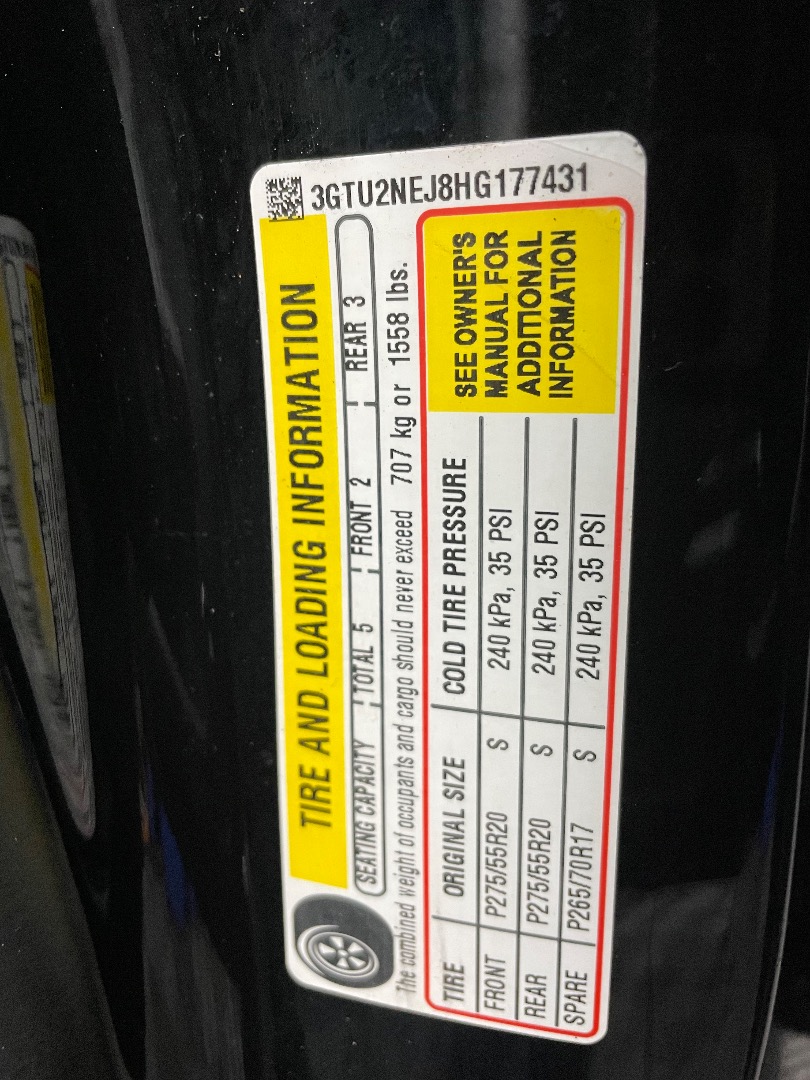 3GTU2NEJ8HG177431
TIRE AND LOADING INFORMATION
SEATING CAPACITY TOTAL 5 FRONT 2 REAR 3
The combined weight of occupants and cargo should never exceed 707 kg or 1558 lbs.
TIRE ORIGINAL SIZE COLD TIRE PRESSURE
FRONT P275/55R20 S 240 kPa, 35 PSI
REAR P275/55R20 S 240 kPa, 35 PSI
SPARE P265/70R17 S 240 kPa, 35 PSI
SEE OWNER'S
MANUAL FOR
ADDITIONAL
INFORMATION